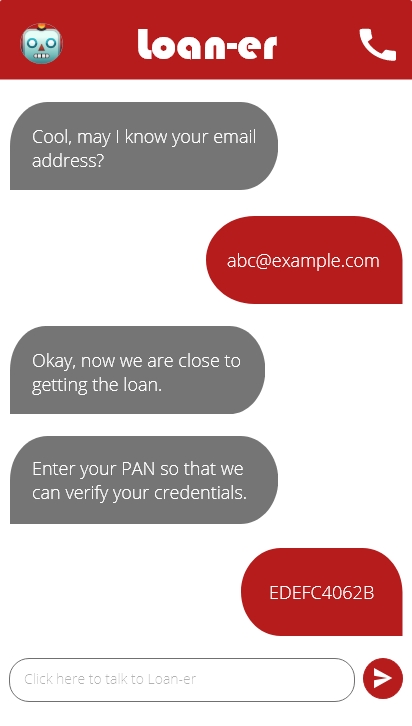 Loan-er
Cool, may I know your email
address?
abc@example.com
Okay, now we are close to
getting the loan.
Enter your PAN so that we
can verify your credentials.
EDEFC4062B
Click here to talk to Loan-er